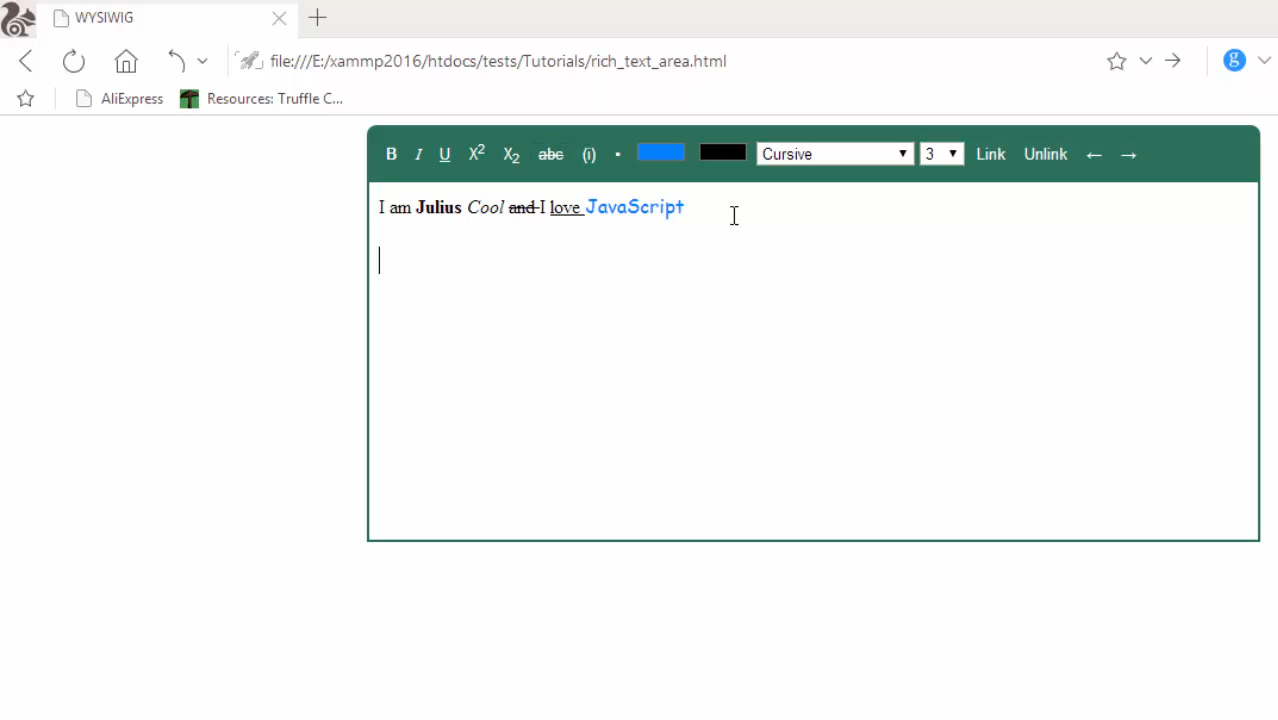 WYSIWIG
file:///E:/xammp2016/htdocs/tests/Tutorials/rich_text_area.html
g
AliExpress Resources: Truffle C...
B I U X² X₂ abc (i) · Cursive 3 Link Unlink ← →
I am Julius Cool and I love JavaScript